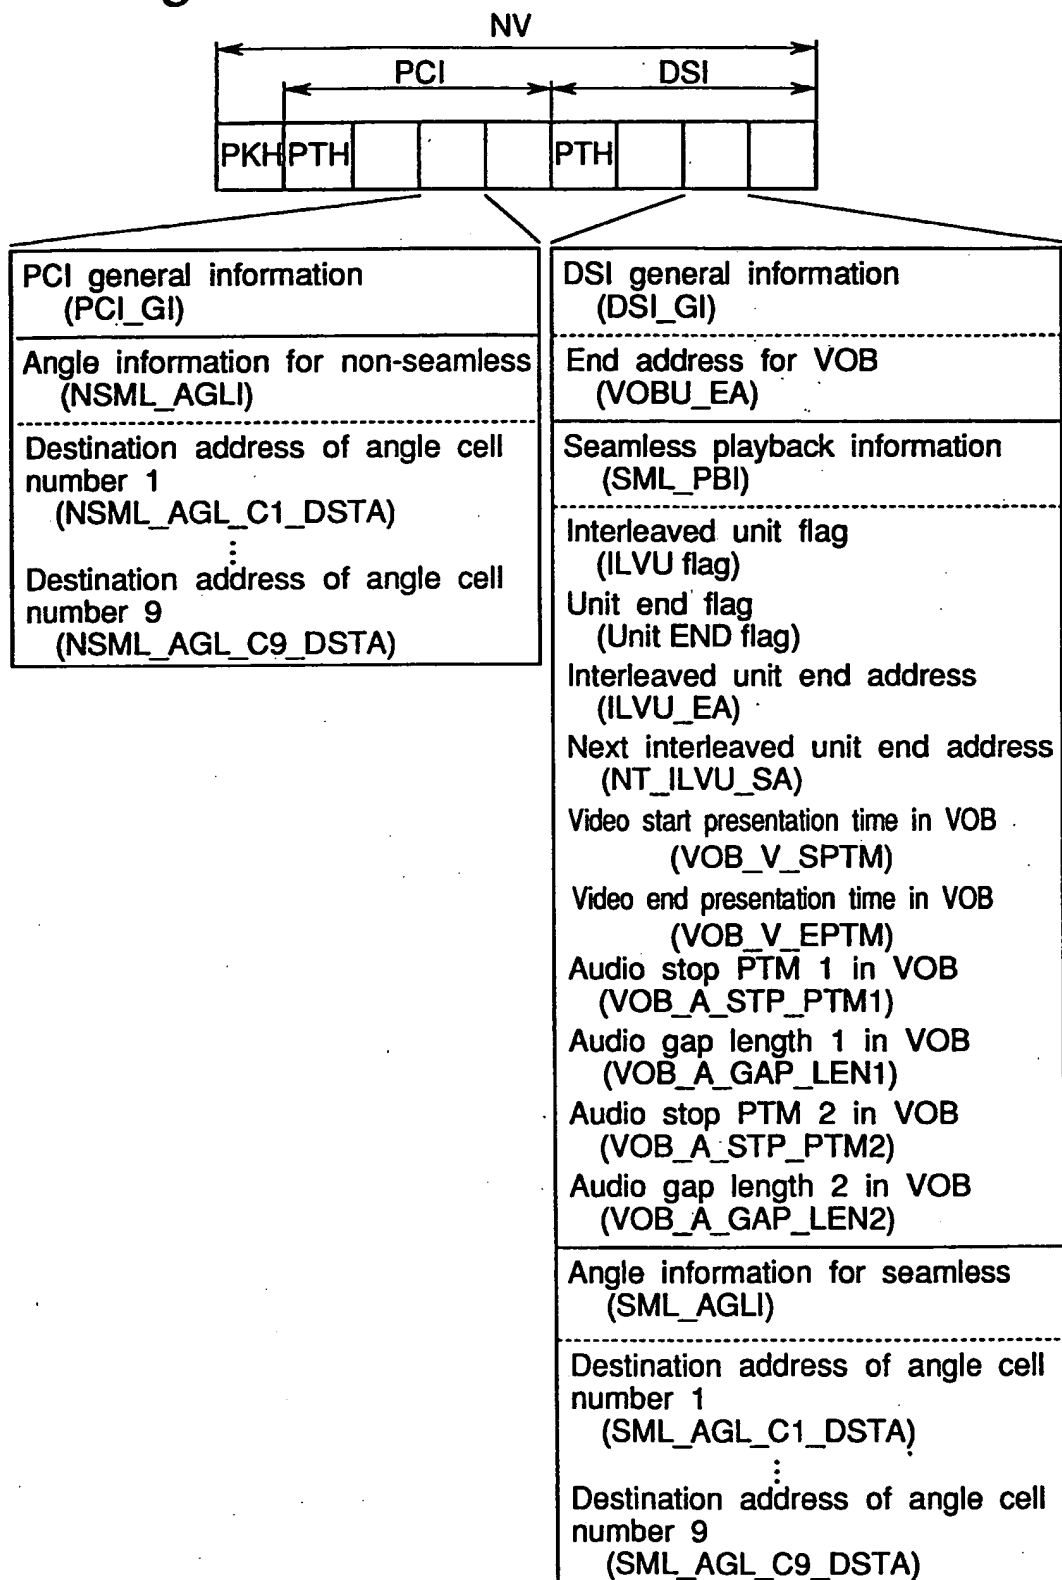 NV
PCI
DSI
PKH
PTH
PTH
PCI general information
(PCI_GI)
Angle information for non-seamless
(NSML_AGLI)
Destination address of angle cell
number 1
(NSML_AGL_C1_DSTA)
⋮
Destination address of angle cell
number 9
(NSML_AGL_C9_DSTA)
DSI general information
(DSI_GI)
End address for VOB
(VOBU_EA)
Seamless playback information
(SML_PBI)
Interleaved unit flag
(ILVU flag)
Unit end flag
(Unit END flag)
Interleaved unit end address
(ILVU_EA)
Next interleaved unit end address
(NT_ILVU_SA)
Video start presentation time in VOB
(VOB_V_SPTM)
Video end presentation time in VOB
(VOB_V_EPTM)
Audio stop PTM 1 in VOB
(VOB_A_STP_PTM1)
Audio gap length 1 in VOB
(VOB_A_GAP_LEN1)
Audio stop PTM 2 in VOB
(VOB_A_STP_PTM2)
Audio gap length 2 in VOB
(VOB_A_GAP_LEN2)
Angle information for seamless
(SML_AGLI)
Destination address of angle cell
number 1
(SML_AGL_C1_DSTA)
⋮
Destination address of angle cell
number 9
(SML_AGL_C9_DSTA)